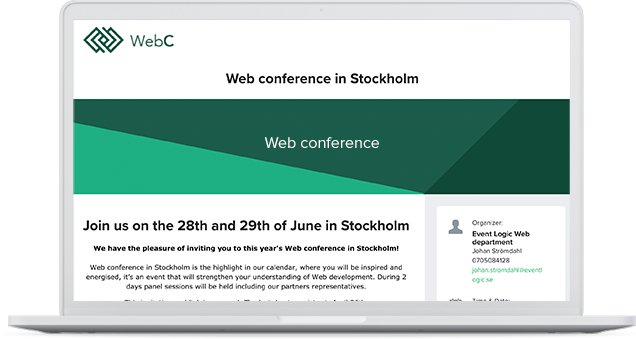 WebC
Web conference in Stockholm
Web conference
Join us on the 28th and 29th of June in Stockholm
We have the pleasure of inviting you to this year's Web conference in Stockholm!
Web conference in Stockholm is the highlight in our calendar, where you will be inspired and
energised, it's an event that will strengthen your understanding of Web development. During 2
days panel sessions will be held including our partners representatives.
Organizer:
Event Logic Web
department
Johan Strömdahl
0705084128
johan.stromdahl@eventl
ogic.se
Time & Date: